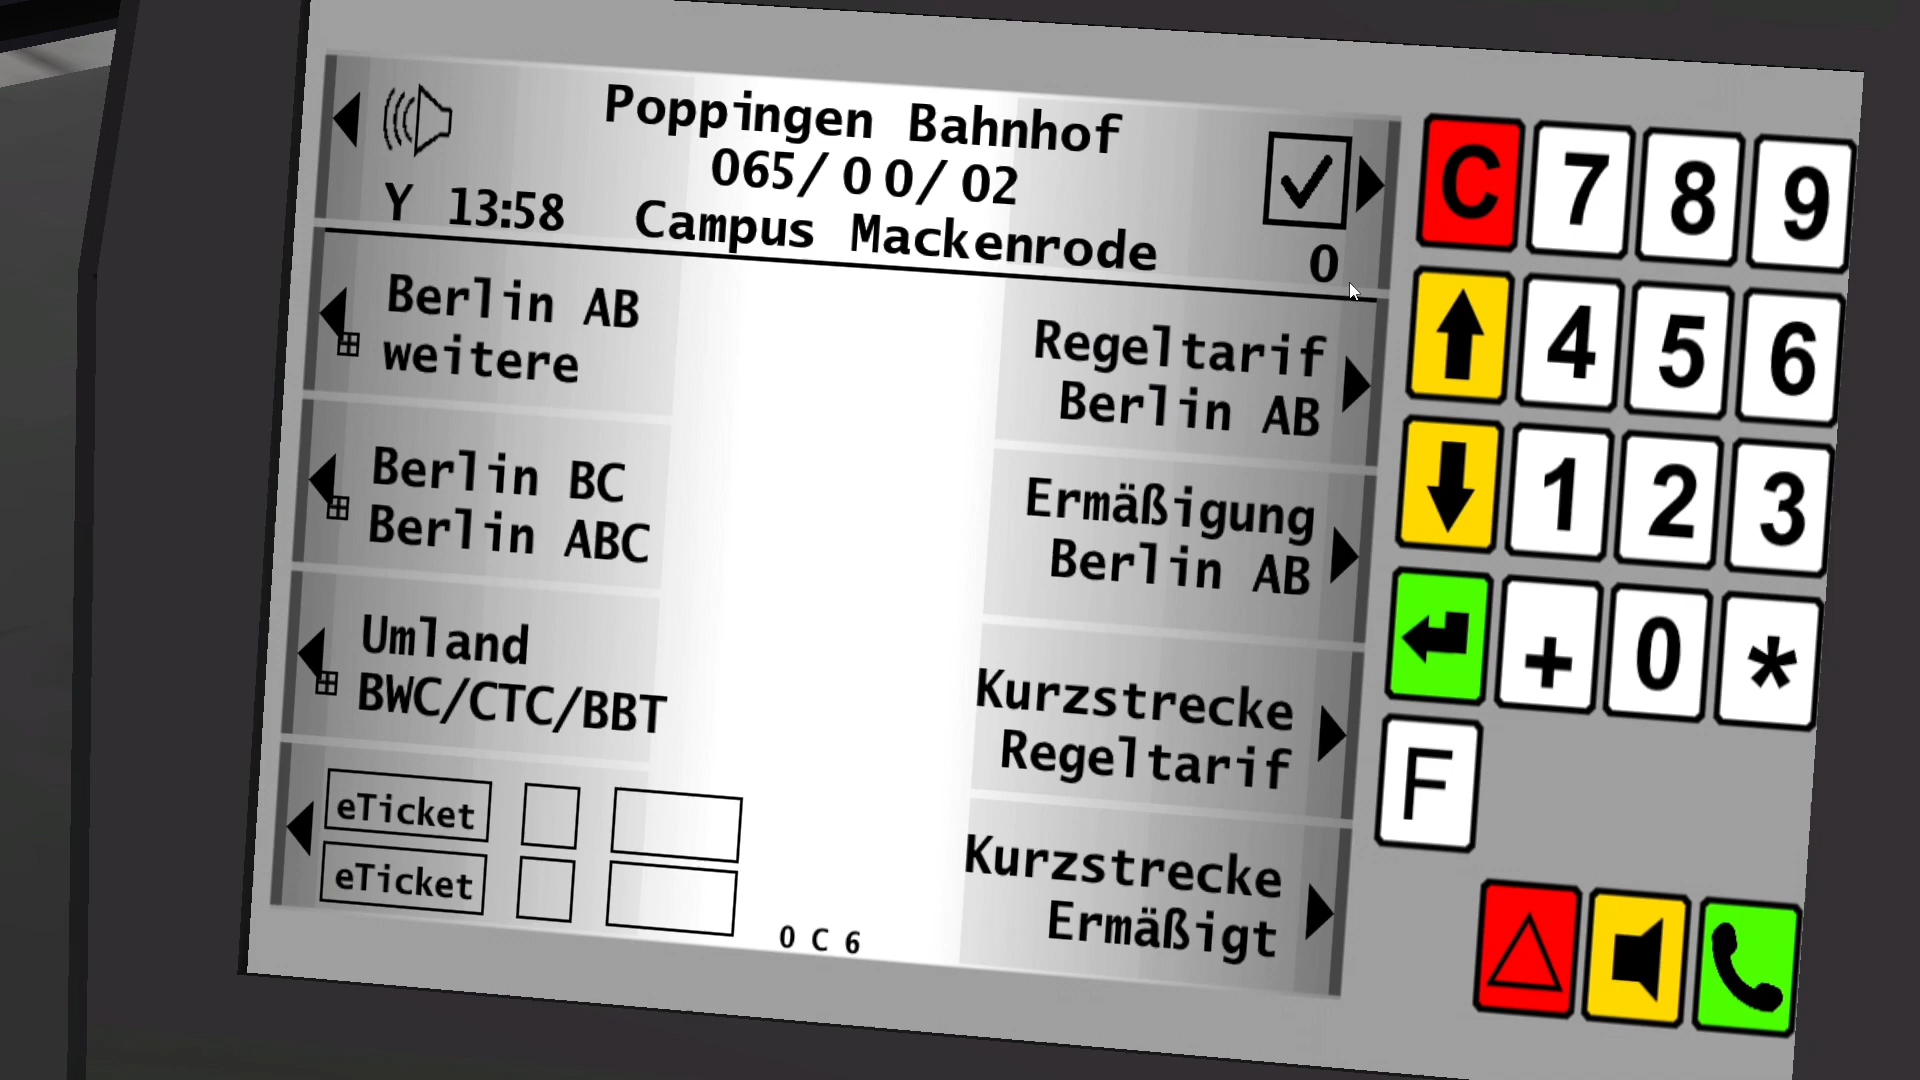 Poppingen Bahnhof
065/00/02
Y 13:58 Campus Mackenrode 0
Berlin AB
weitere
Regeltarif
Berlin AB
Berlin BC
Berlin ABC
Ermäßigung
Berlin AB
Umland
BWC/CTC/BBT
Kurzstrecke
Regeltarif
eTicket
eTicket
Kurzstrecke
Ermäßigt
0 C 6
C 7 8 9
4 5 6
1 2 3
+ 0 *
F